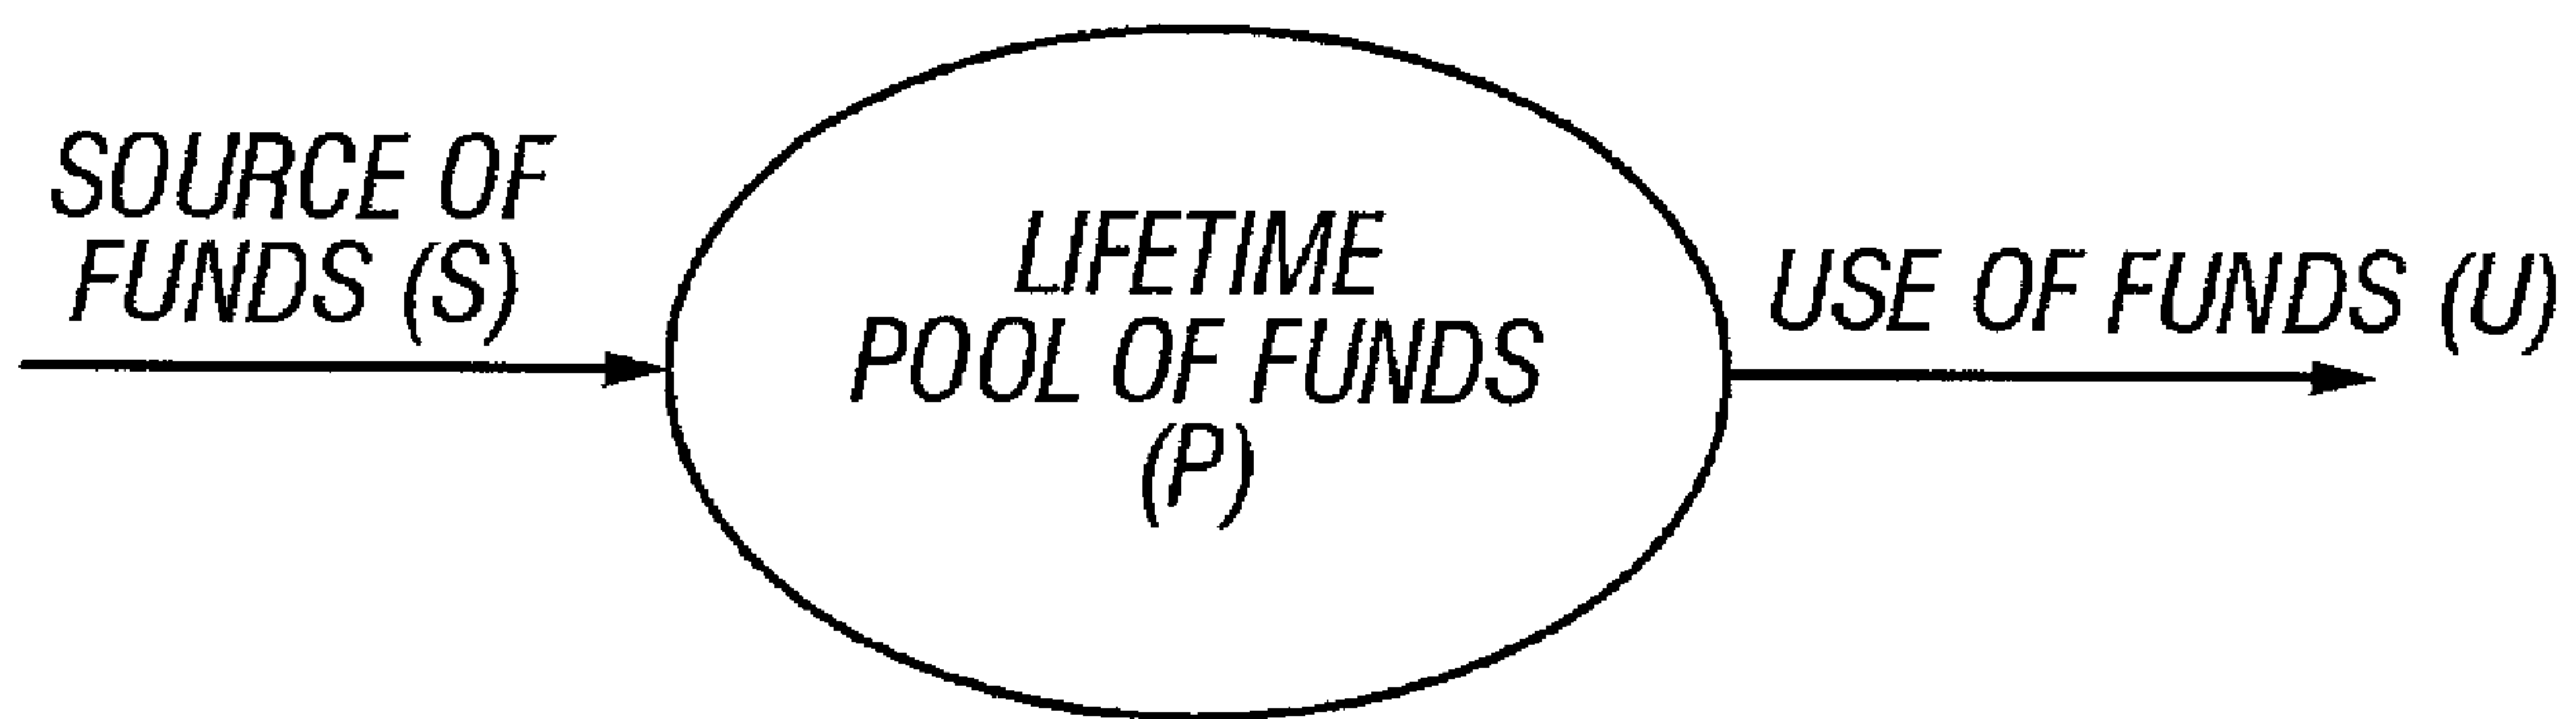 SOURCE OF
FUNDS (S)
LIFETIME
POOL OF FUNDS
(P)
USE OF FUNDS (U)